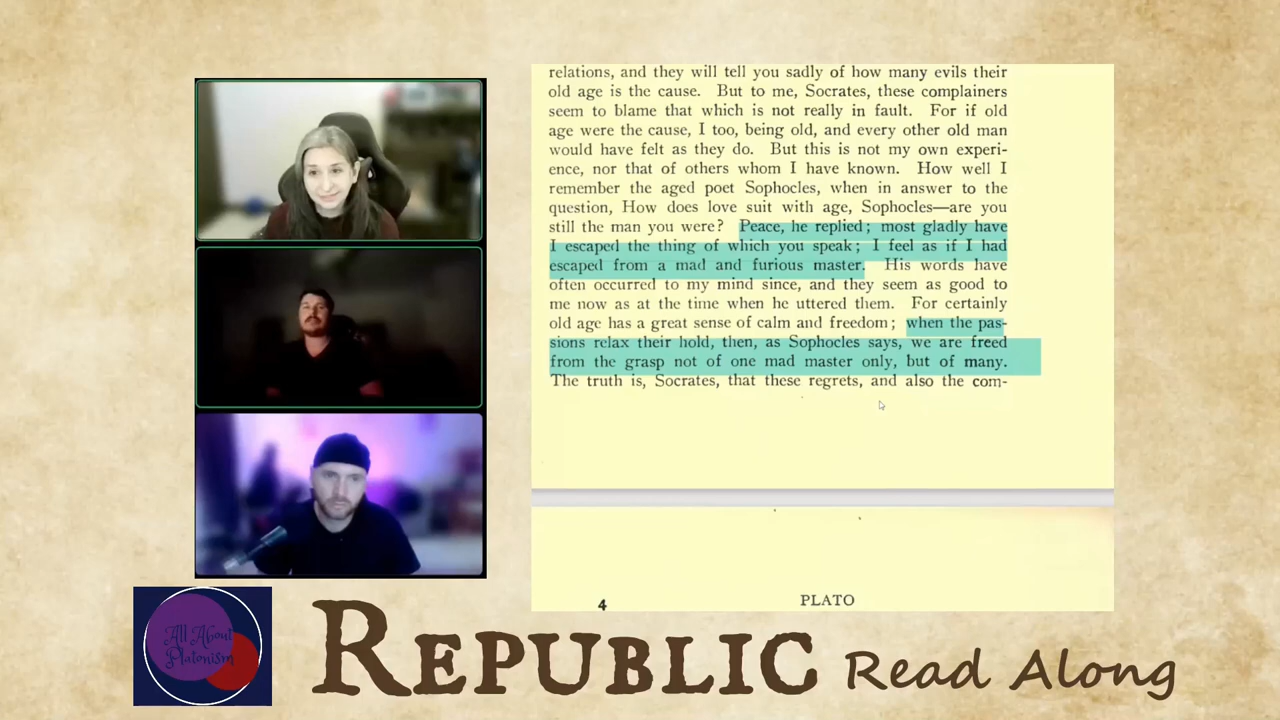 relations, and they will tell you sadly of how many evils their
old age is the cause. But to me, Socrates, these complainers
seem to blame that which is not really in fault. For if old
age were the cause, I too, being old, and every other old man
would have felt as they do. But this is not my own experi-
ence, nor that of others whom I have known. How well I
remember the aged poet Sophocles, when in answer to the
question, How does love suit with age, Sophocles—are you
still the man you were? Peace, he replied; most gladly have
I escaped the thing of which you speak; I feel as if I had
escaped from a mad and furious master. His words have
often occurred to my mind since, and they seem as good to
me now as at the time when he uttered them. For certainly
old age has a great sense of calm and freedom; when the pas-
sions relax their hold, then, as Sophocles says, we are freed
from the grasp not of one mad master only, but of many.
The truth is, Socrates, that these regrets, and also the com-
4 PLATO
All About
Platonism
REPUBLIC Read Along